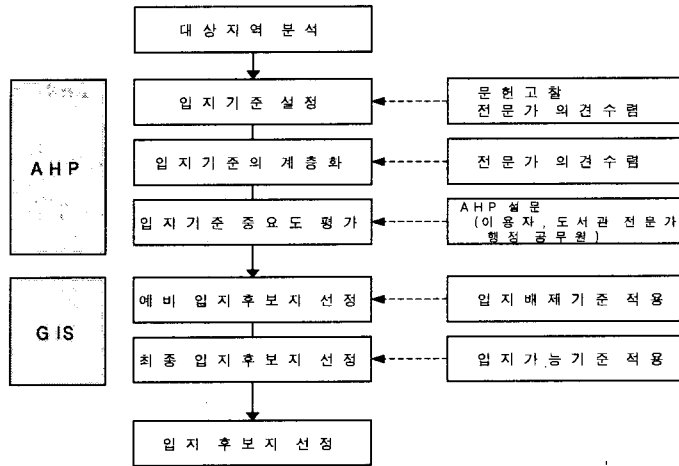 대상지역 분석
AHP
입지기준 설정
문헌고찰
전문가 의견수렴
입지기준의 계층화
전문가 의견수렴
입지기준 중요도 평가
AHP 설문
(이용자, 도서관 전문가
행정 공무원)
GIS
예비 입지후보지 선정
입지배제기준 적용
최종 입지후보지 선정
입지가능기준 적용
입지 후보지 선정